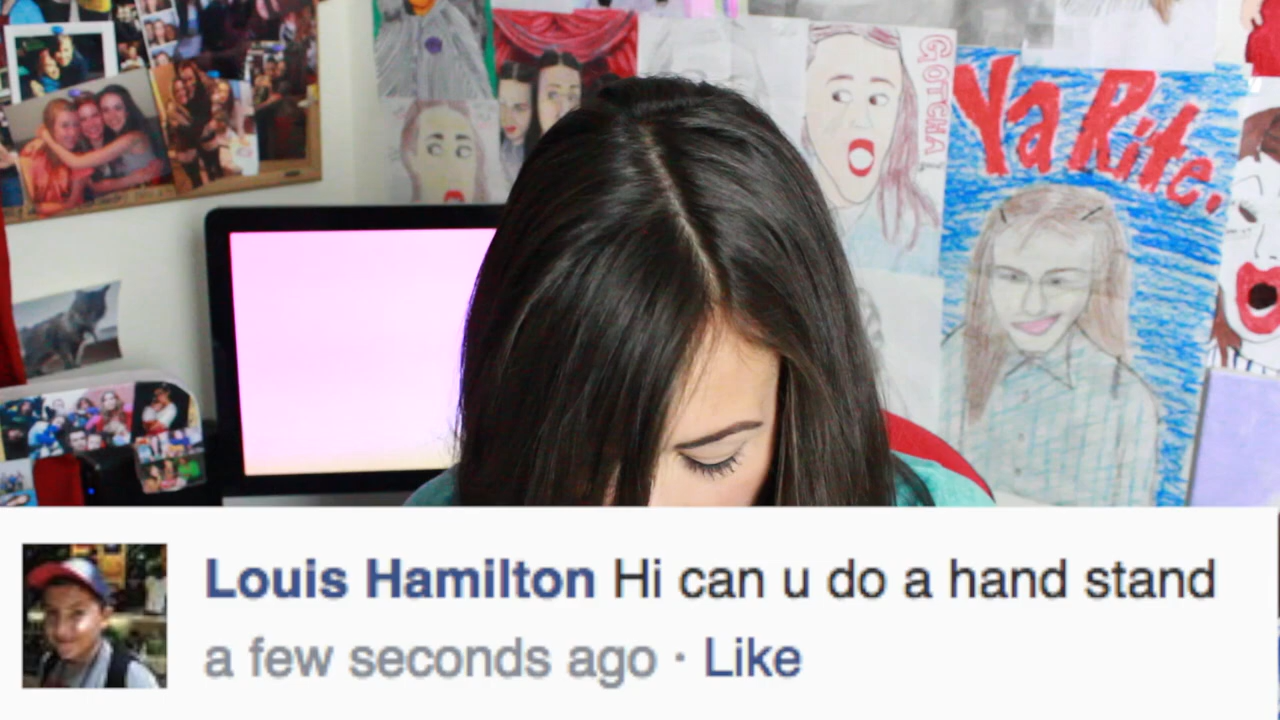 GOTCHA!
Ya Rite.
Louis Hamilton Hi can u do a hand stand
a few seconds ago · Like